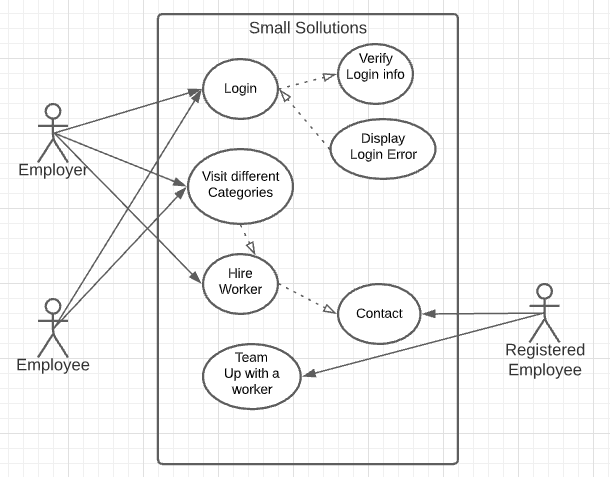 Small Sollutions
Verify
Login info
Login
Display
Login Error
Employer
Visit different
Categories
Hire
Worker
Contact
Employee
Registered
Employee
Team
Up with a
worker